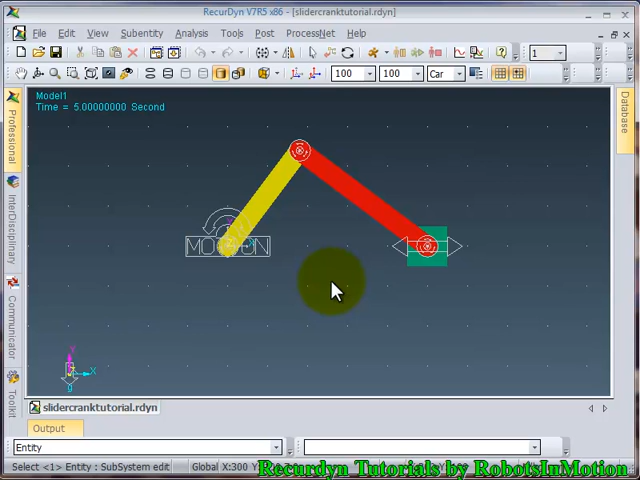 RecurDyn V7R5 x86 - [slidercranktutorial.rdyn]
File Edit View Subentity Analysis Tools Post ProcessNet Help
1
100 100 Car
Model1
Time = 5.00000000 Second
Professional
InterDisciplinary
Toolkit
Database
MOTION
Y
X
g
slidercranktutorial.rdyn
Output
Entity
Select <1> Entity : SubSystem edit Global X:300 Y:
Recurdyn Tutorials by RobotsInMotion